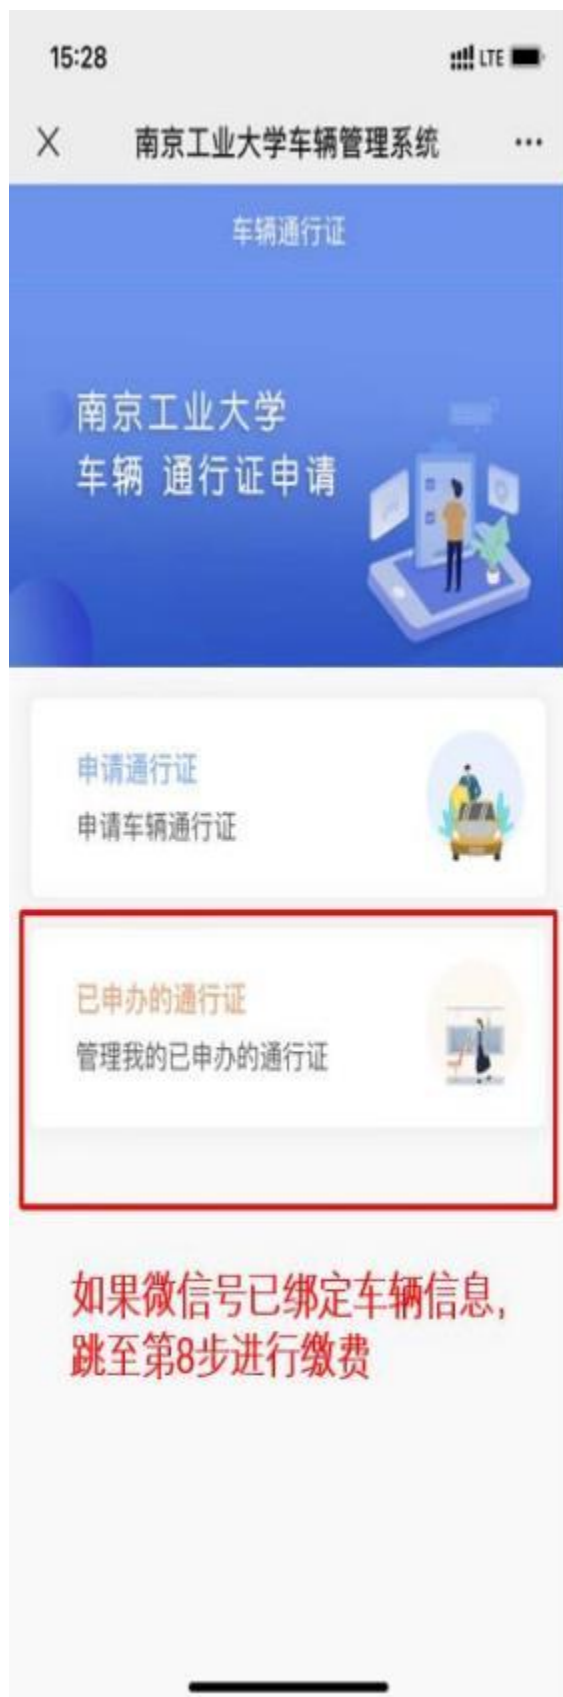 15:28
LTE
南京工业大学车辆管理系统
车辆通行证
南京工业大学
车辆 通行证申请
申请通行证
申请车辆通行证
已申办的通行证
管理我的已申办的通行证
如果微信号已绑定车辆信息,
跳至第8步进行缴费